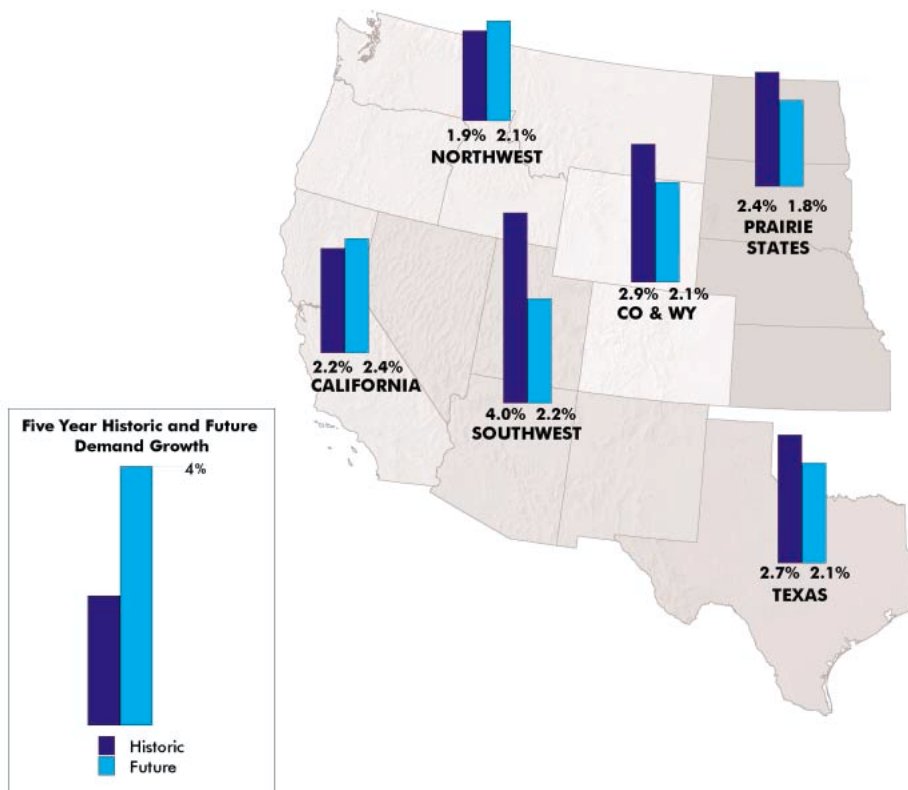 1.9% 2.1%
NORTHWEST
2.4% 1.8%
PRAIRIE
STATES
2.9% 2.1%
CO & WY
2.2% 2.4%
CALIFORNIA
4.0% 2.2%
SOUTHWEST
2.7% 2.1%
TEXAS
Five Year Historic and Future
Demand Growth
4%
Historic
Future